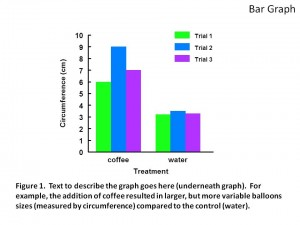 Bar Graph
Trial 1
Trial 2
Trial 3
10
9
8
7
6
5
4
3
2
1
0
Circumference (cm)
coffee water
Treatment
Figure 1. Text to describe the graph goes here (underneath graph). For
example, the addition of coffee resulted in larger, but more variable balloons
sizes (measured by circumference) compared to the control (water).